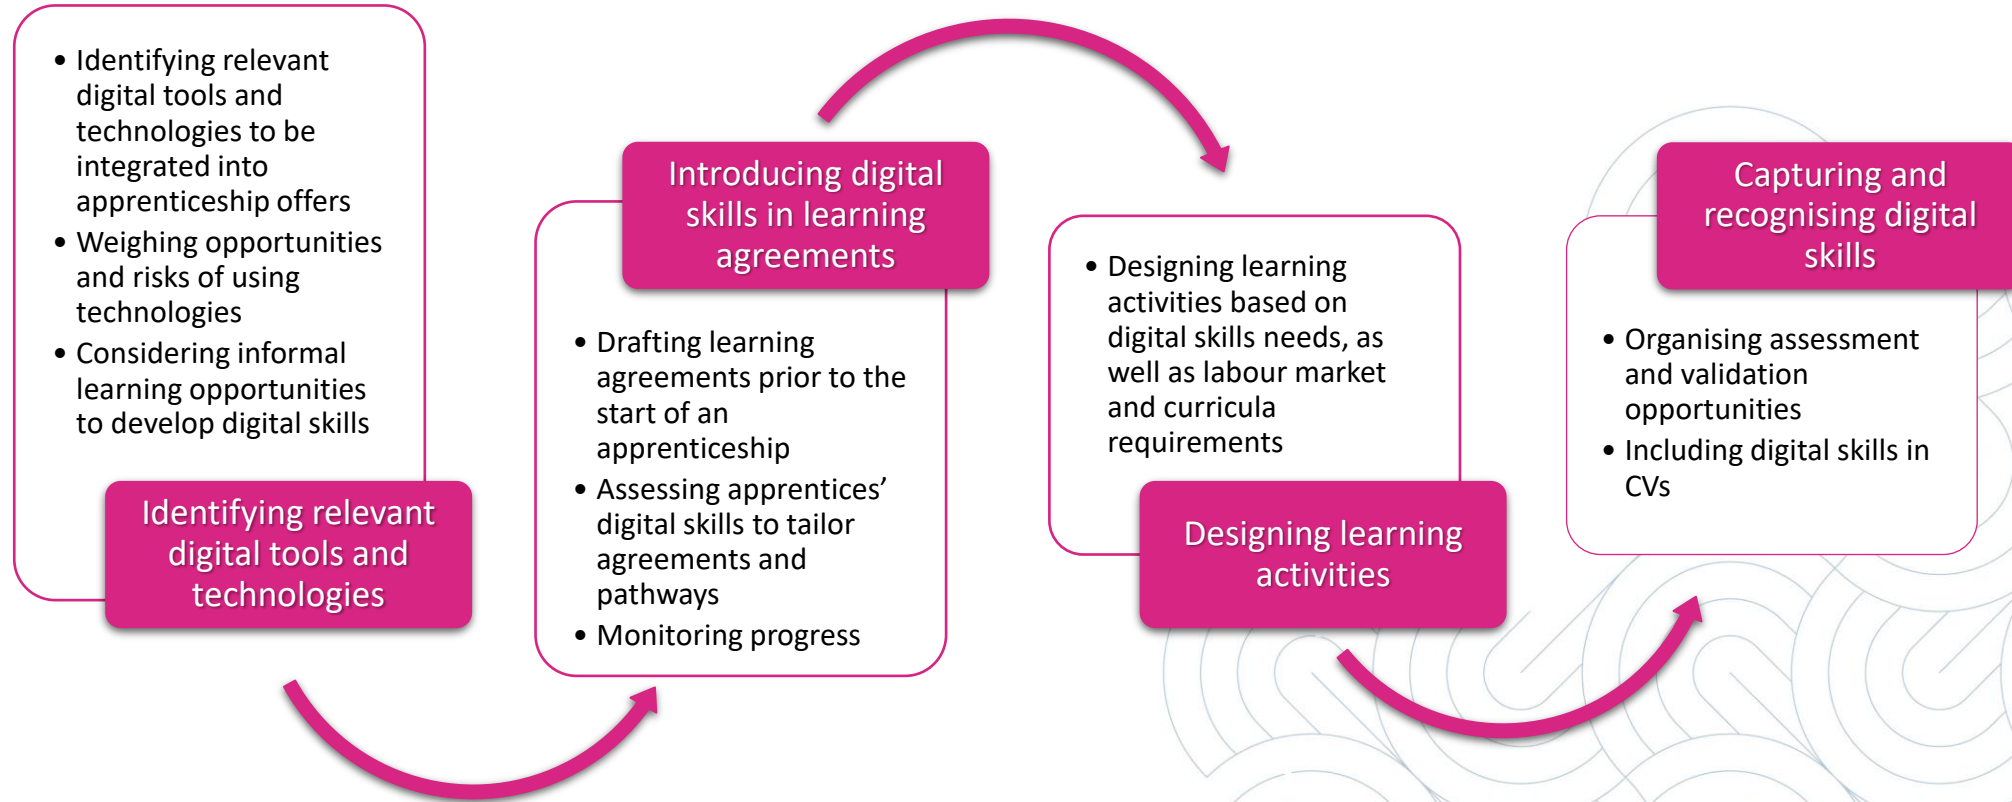 • Identifying relevant
digital tools and
technologies to be
integrated into
apprenticeship offers
• Weighing opportunities
and risks of using
technologies
• Considering informal
learning opportunities
to develop digital skills
Identifying relevant
digital tools and
technologies
Introducing digital
skills in learning
agreements
• Drafting learning
agreements prior to the
start of an
apprenticeship
• Assessing apprentices’
digital skills to tailor
agreements and
pathways
• Monitoring progress
• Designing learning
activities based on
digital skills needs, as
well as labour market
and curricula
requirements
Designing learning
activities
Capturing and
recognising digital
skills
• Organising assessment
and validation
opportunities
• Including digital skills in
CVs